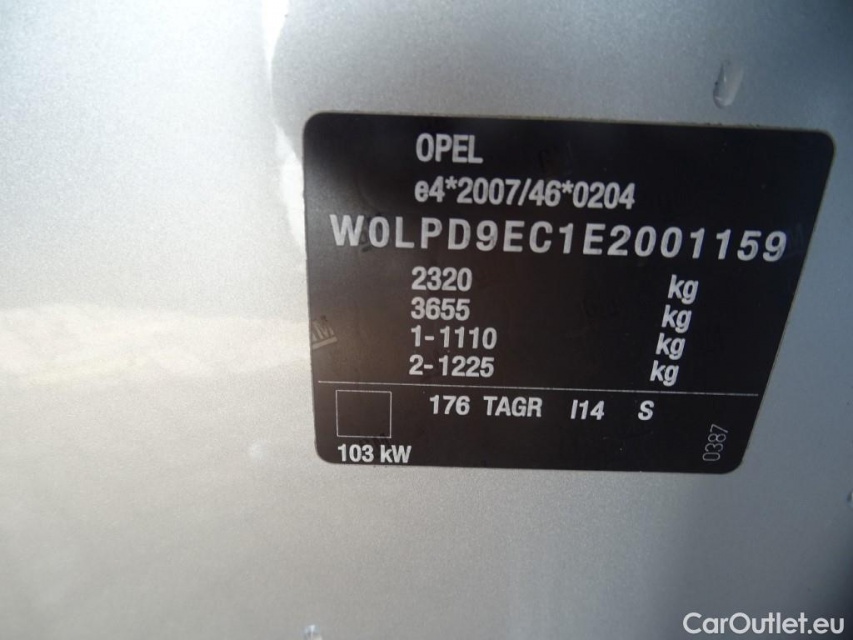 OPEL
e4*2007/46*0204
W0LPD9EC1E2001159
2320 kg
3655 kg
1-1110 kg
2-1225 kg
176 TAGR I14 S
103 kW
0387
CarOutlet.eu